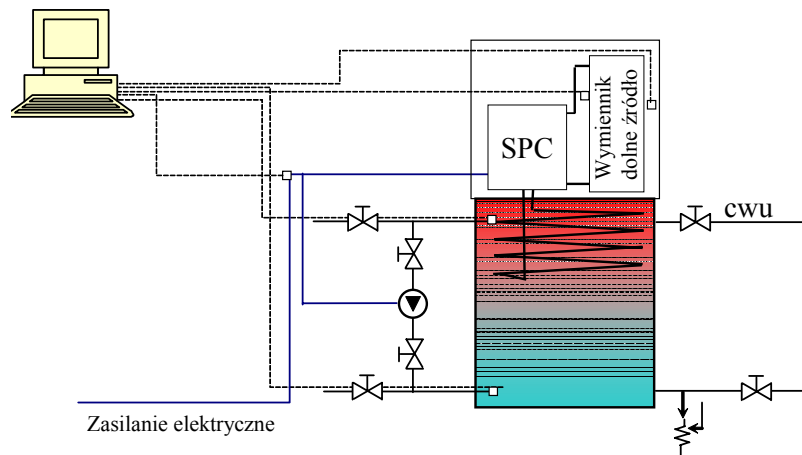 Wymiennik
dolne źródło
SPC
cwu
Zasilanie elektryczne